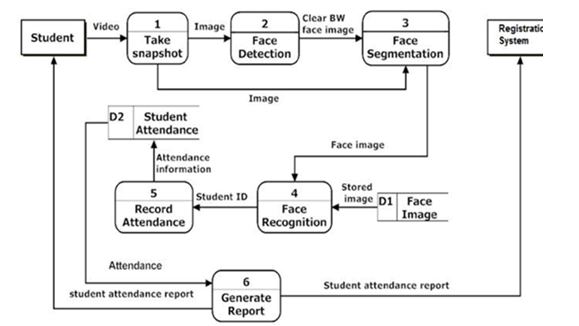 Student
Video
1
Take
snapshot
Image
2
Face
Detection
Clear BW
face image
3
Face
Segmentation
Registratio
System
Image
D2
Student
Attendance
Face image
Attendance
information
5
Record
Attendance
Student ID
4
Face
Recognition
Stored
image
D1
Face
Image
Attendance
student attendance report
6
Generate
Report
Student attendance report